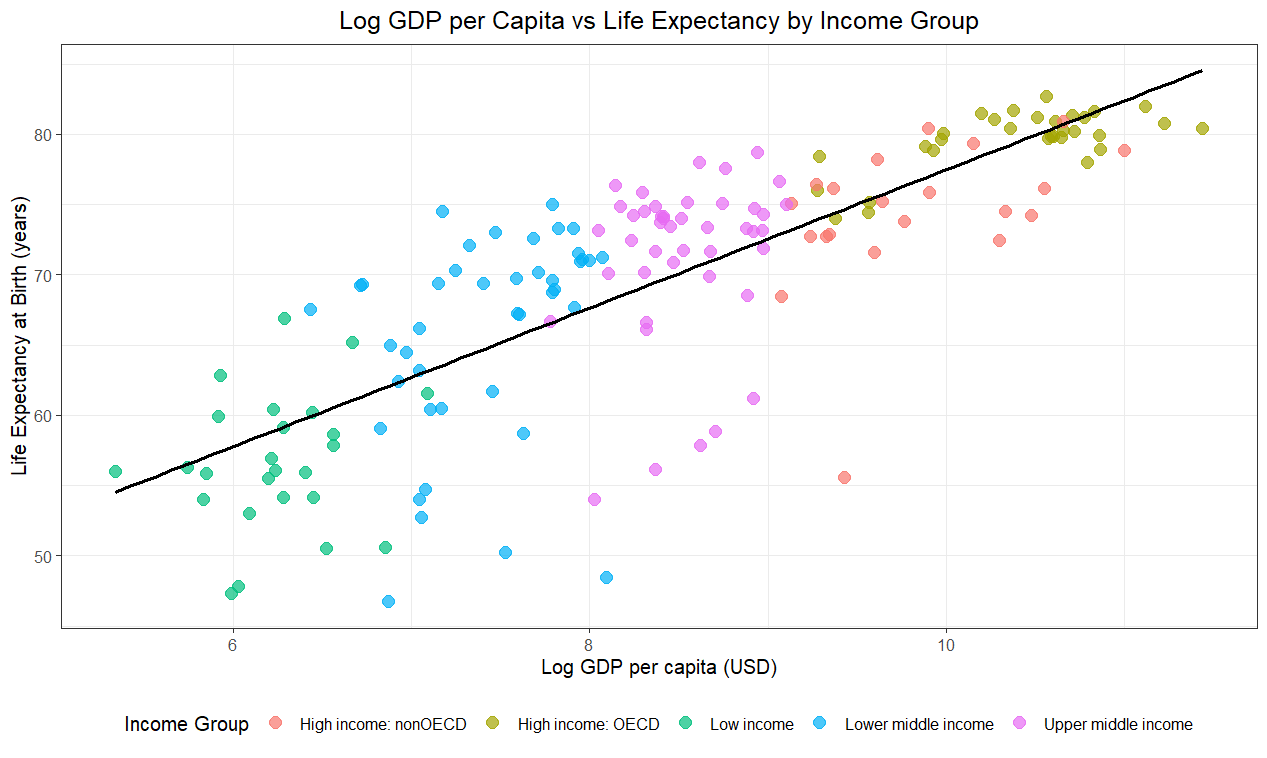 Log GDP per Capita vs Life Expectancy by Income Group
Life Expectancy at Birth (years)
80
70
60
50
6 8 10
Log GDP per capita (USD)
Income Group High income: nonOECD High income: OECD Low income Lower middle income Upper middle income